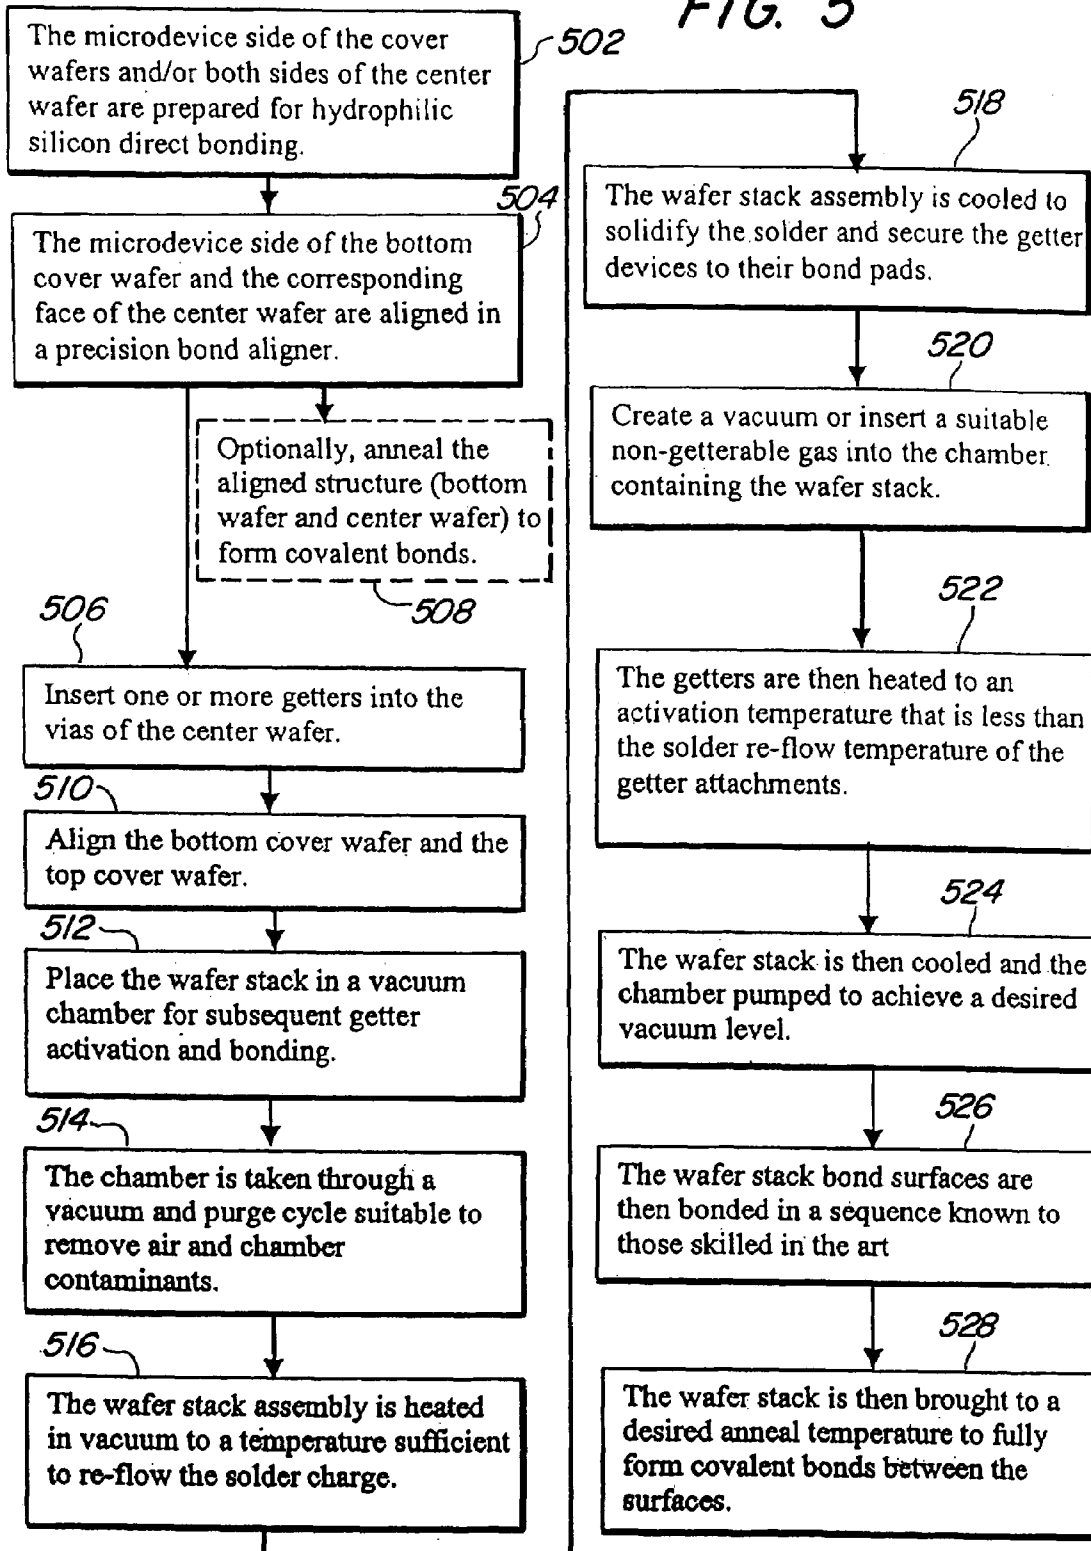 FIG. 5
502
The microdevice side of the cover
wafers and/or both sides of the center
wafer are prepared for hydrophilic
silicon direct bonding.
504
The microdevice side of the bottom
cover wafer and the corresponding
face of the center wafer are aligned in
a precision bond aligner.
Optionally, anneal the
aligned structure (bottom
wafer and center wafer) to
form covalent bonds.
508
506
Insert one or more getters into the
vias of the center wafer.
510
Align the bottom cover wafer and the
top cover wafer.
512
Place the wafer stack in a vacuum
chamber for subsequent getter
activation and bonding.
514
The chamber is taken through a
vacuum and purge cycle suitable to
remove air and chamber
contaminants.
516
The wafer stack assembly is heated
in vacuum to a temperature sufficient
to re-flow the solder charge.
518
The wafer stack assembly is cooled to
solidify the solder and secure the getter
devices to their bond pads.
520
Create a vacuum or insert a suitable
non-getterable gas into the chamber
containing the wafer stack.
522
The getters are then heated to an
activation temperature that is less than
the solder re-flow temperature of the
getter attachments.
524
The wafer stack is then cooled and the
chamber pumped to achieve a desired
vacuum level.
526
The wafer stack bond surfaces are
then bonded in a sequence known to
those skilled in the art
528
The wafer stack is then brought to a
desired anneal temperature to fully
form covalent bonds between the
surfaces.